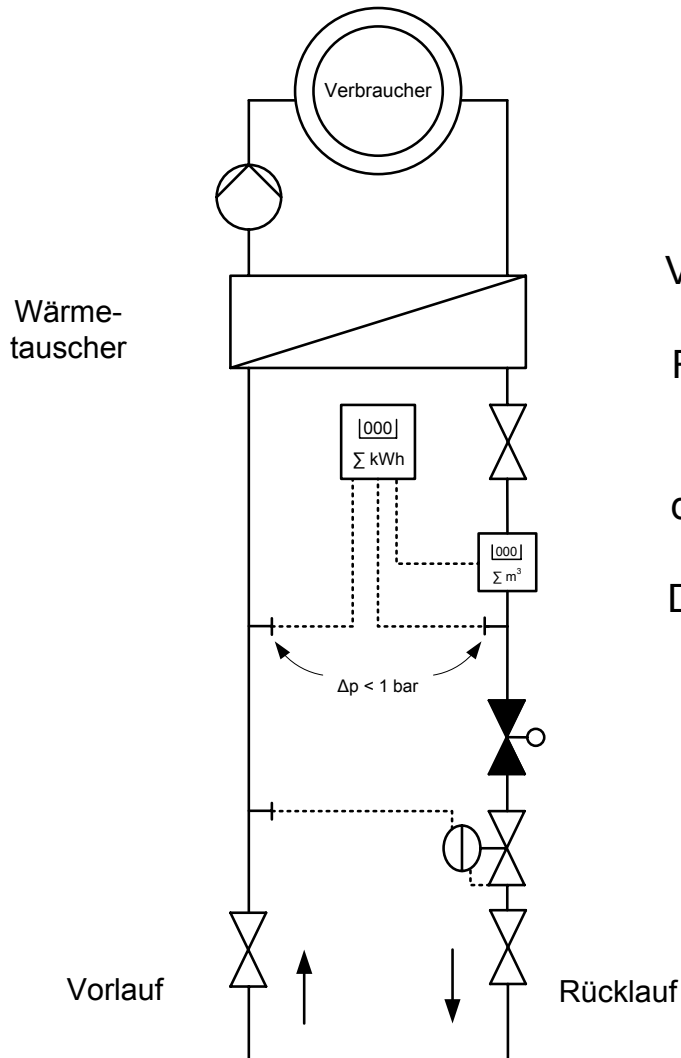 Verbraucher
Wärme-
tauscher
|000|
∑ kWh
|000|
∑ m³
Δp < 1 bar
Vorlauf
Rücklauf